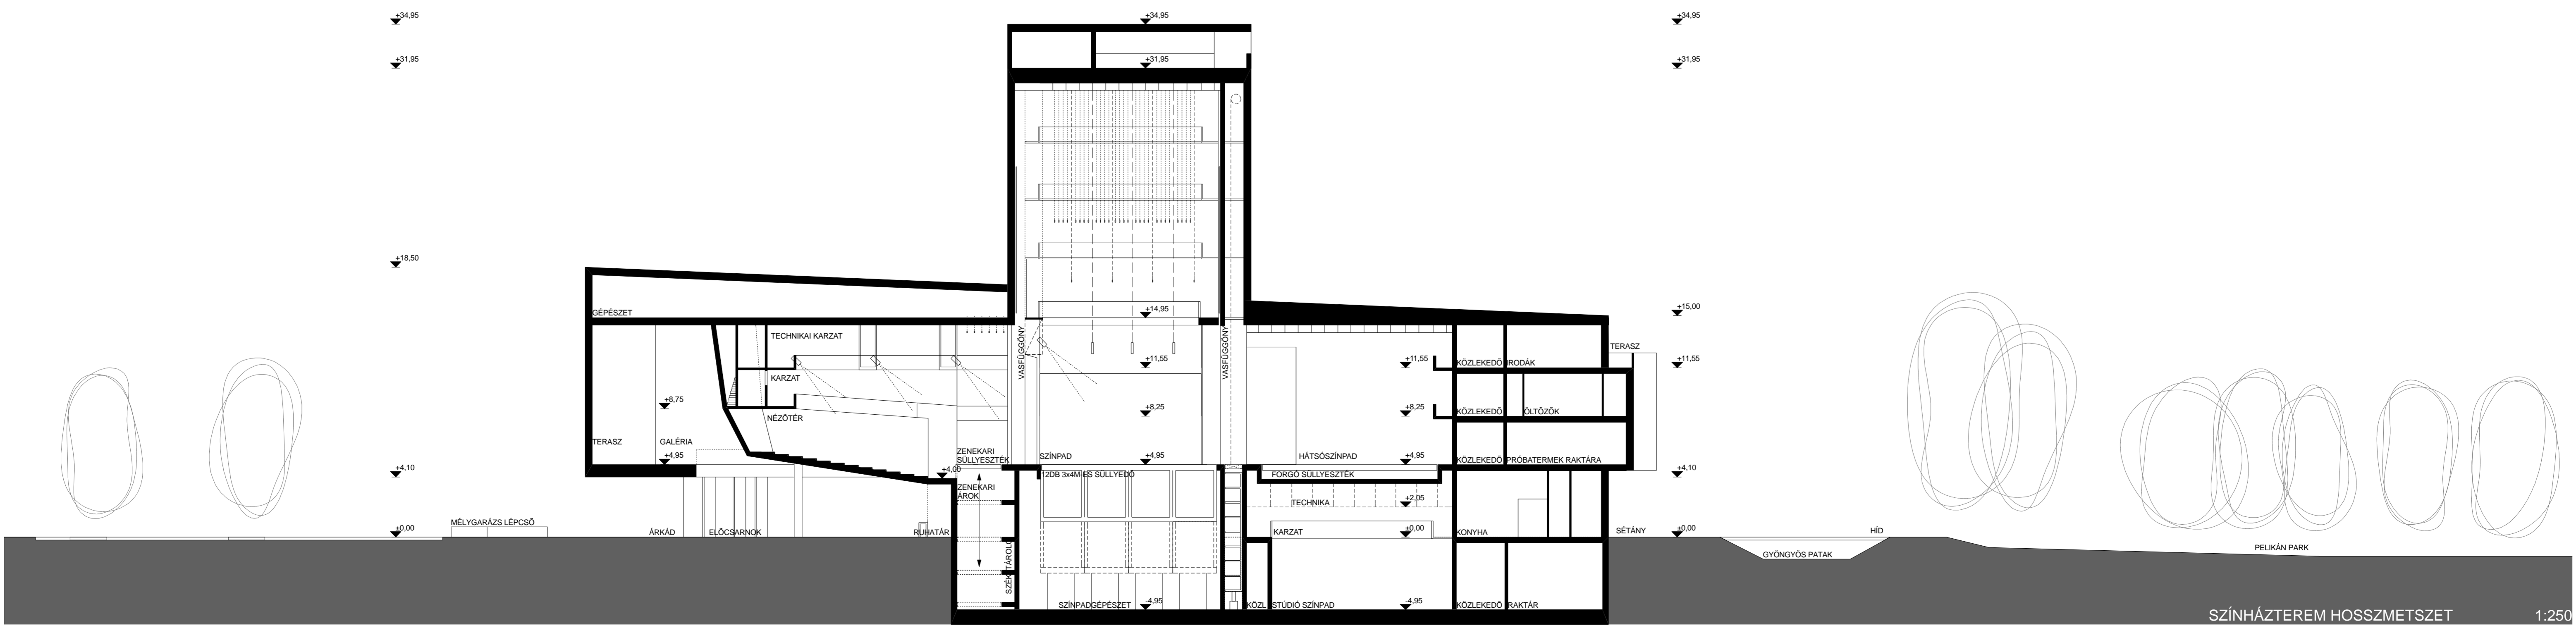 +34,95 +34,95 +34,95
+31,95 +31,95 +31,95
+18,50
+14,95 +15,00
GÉPÉSZET
TECHNIKAI KARZAT
VASFÜGGÖNY
VASFÜGGÖNY
TERASZ
+11,55 +11,55 +11,55
KÖZLEKEDŐ IRODÁK
KARZAT
+8,75
+8,25 +8,25
KÖZLEKEDŐ ÖLTÖZŐK
NÉZŐTÉR
TERASZ GALÉRIA
ZENEKARI
SÜLLYESZTÉK
SZÍNPAD
HÁTSÓSZÍNPAD
+4,95 +4,95 +4,95
KÖZLEKEDŐ PRÓBATERMEK RAKTÁRA
+4,10 +4,10
+4,00
12DB 3x4M-ES SÜLLYEDŐ
FORGÓ SÜLLYESZTÉK
ZENEKARI
ÁROK
TECHNIKA
+2,05
MÉLYGARÁZS LÉPCSŐ
+0,00 +0,00 +0,00
ÁRKÁD ELŐCSARNOK RUHATÁR
KARZAT
KONYHA
SÉTÁNY
HÍD
SZÉKTÁROLÓ
GYÖNGYÖS PATAK
PELIKÁN PARK
SZÍNPADGÉPÉSZET
-4,95 -4,95
KÖZL STÚDIÓ SZÍNPAD
KÖZLEKEDŐ RAKTÁR
SZÍNHÁZTEREM HOSSZMETSZET 1:250